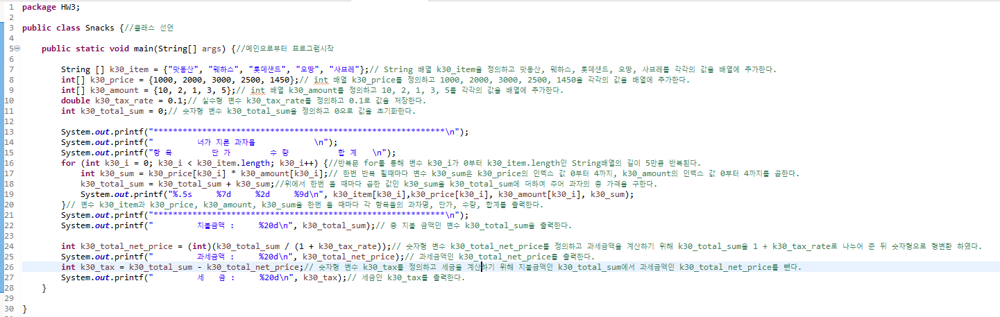 1 package HW3;
2
3 public class Snacks {//클래스 선언
4
5 public static void main(String[] args) {//메인으로부터 프로그램시작
6
7 String [] k30_item = {"맛동산", "웨하스", "롯데샌드", "오땅", "샤브레"};// String 배열 k30_item을 정의하고 맛동산, 웨하스, 롯데샌드, 오땅, 샤브레를 각각의 값을 배열에 추가한다.
8 int[] k30_price = {1000, 2000, 3000, 2500, 1450};// int 배열 k30_price를 정의하고 1000, 2000, 3000, 2500, 1450을 각각의 값을 배열에 추가한다.
9 int[] k30_amount = {10, 2, 1, 3, 5};// int 배열 k30_amount를 정의하고 10, 2, 1, 3, 5를 각각의 값을 배열에 추가한다.
10 double k30_tax_rate = 0.1;// 실수형 변수 k30_tax_rate를 정의하고 0.1로 값을 저장한다.
11 int k30_total_sum = 0;// 숫자형 변수 k30_total_sum을 정의하고 0으로 값을 초기화한다.
12
13 System.out.printf("************************************************************\n");
14 System.out.printf("         너가 지른 과자들            \n");
15 System.out.printf("항 목        단 가        수 량          합 계   \n");
16 for (int k30_i = 0; k30_i < k30_item.length; k30_i++) {//반복문 for를 통해 변수 k30_i가 0부터 k30_item.length인 String배열의 길이 5만큼 반복된다.
17 int k30_sum = k30_price[k30_i] * k30_amount[k30_i];// 한번 반복 될때마다 변수 k30_sum은 k30_price의 인덱스 값 0부터 4까지, k30_amount의 인덱스 값 0부터 4까지를 곱한다.
18 k30_total_sum = k30_total_sum + k30_sum;//위에서 한번 돌 때마다 곱한 값인 k30_sum을 k30_total_sum에 더하여 주어 과자의 총 가격을 구한다.
19 System.out.printf("%.5s     %7d     %2d     %9d\n", k30_item[k30_i],k30_price[k30_i], k30_amount[k30_i], k30_sum);
20 }// 변수 k30_item과 k30_price, k30_amount, k30_sum을 한번 돌 때마다 각 항목들의 과자명, 단가, 수량, 합계를 출력한다.
21 System.out.printf("************************************************************\n");
22 System.out.printf("         지불금액 :     %20d\n", k30_total_sum);// 총 지불 금액인 변수 k30_total_sum을 출력한다.
23
24 int k30_total_net_price = (int)(k30_total_sum / (1 + k30_tax_rate));// 숫자형 변수 k30_total_net_price를 정의하고 과세금액을 계산하기 위해 k30_total_sum을 1 + k30_tax_rate로 나누어 준 뒤 숫자형으로 형변환 하였다.
25 System.out.printf("         과세금액 :     %20d\n", k30_total_net_price);// 과세금액인 k30_total_net_price를 출력한다.
26 int k30_tax = k30_total_sum - k30_total_net_price;// 숫자형 변수 k30_tax를 정의하고 세금을 계산하기 위해 지불금액인 k30_total_sum에서 과세금액인 k30_total_net_price를 뺀다.
27 System.out.printf("         세   금 :     %20d\n", k30_tax);// 세금인 k30_tax를 출력한다.
28 }
29
30 }